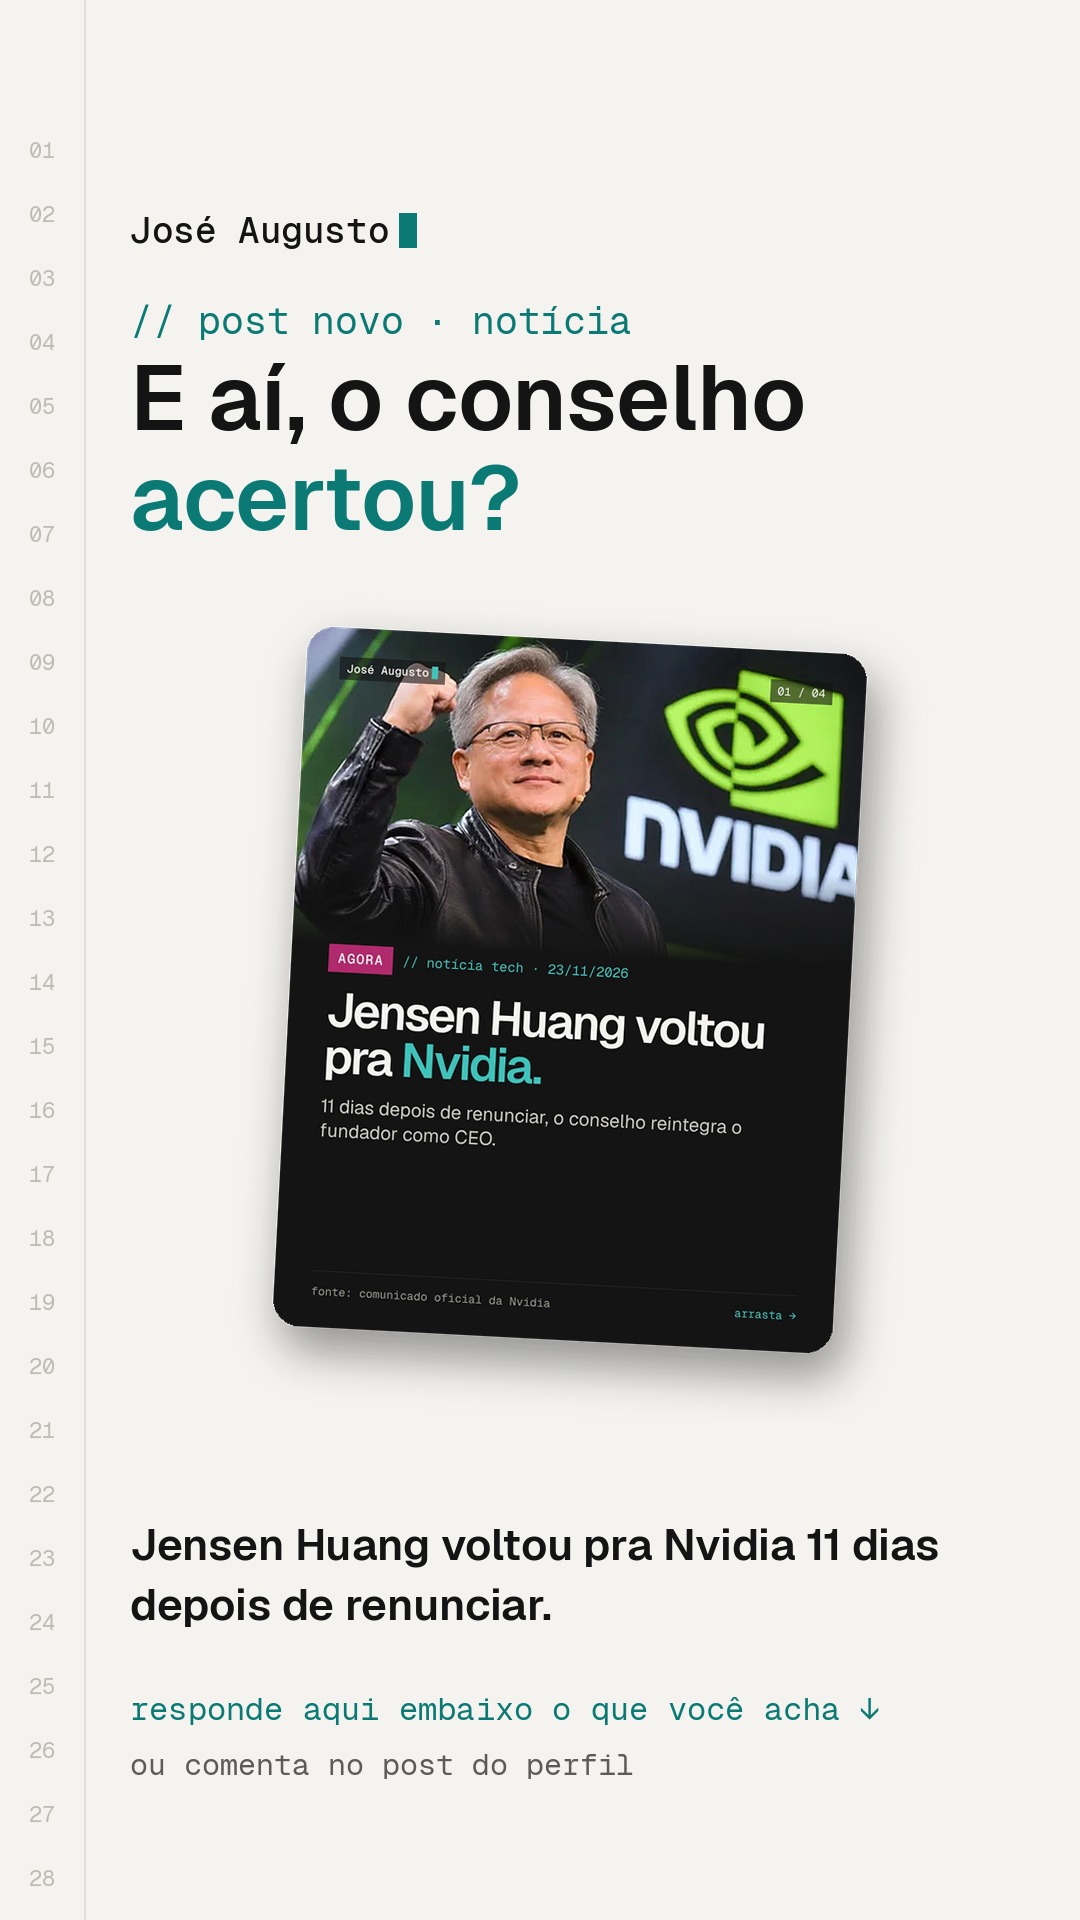 José Augusto
// post novo · notícia
E aí, o conselho
acertou?
José Augusto
01 / 04
NVIDIA
AGORA // notícia tech · 23/11/2026
Jensen Huang voltou
pra Nvidia.
11 dias depois de renunciar, o conselho reintegra o
fundador como CEO.
fonte: comunicado oficial da Nvidia
arrasta →
Jensen Huang voltou pra Nvidia 11 dias
depois de renunciar.
responde aqui embaixo o que você acha ↓
ou comenta no post do perfil
01
02
03
04
05
06
07
08
09
10
11
12
13
14
15
16
17
18
19
20
21
22
23
24
25
26
27
28